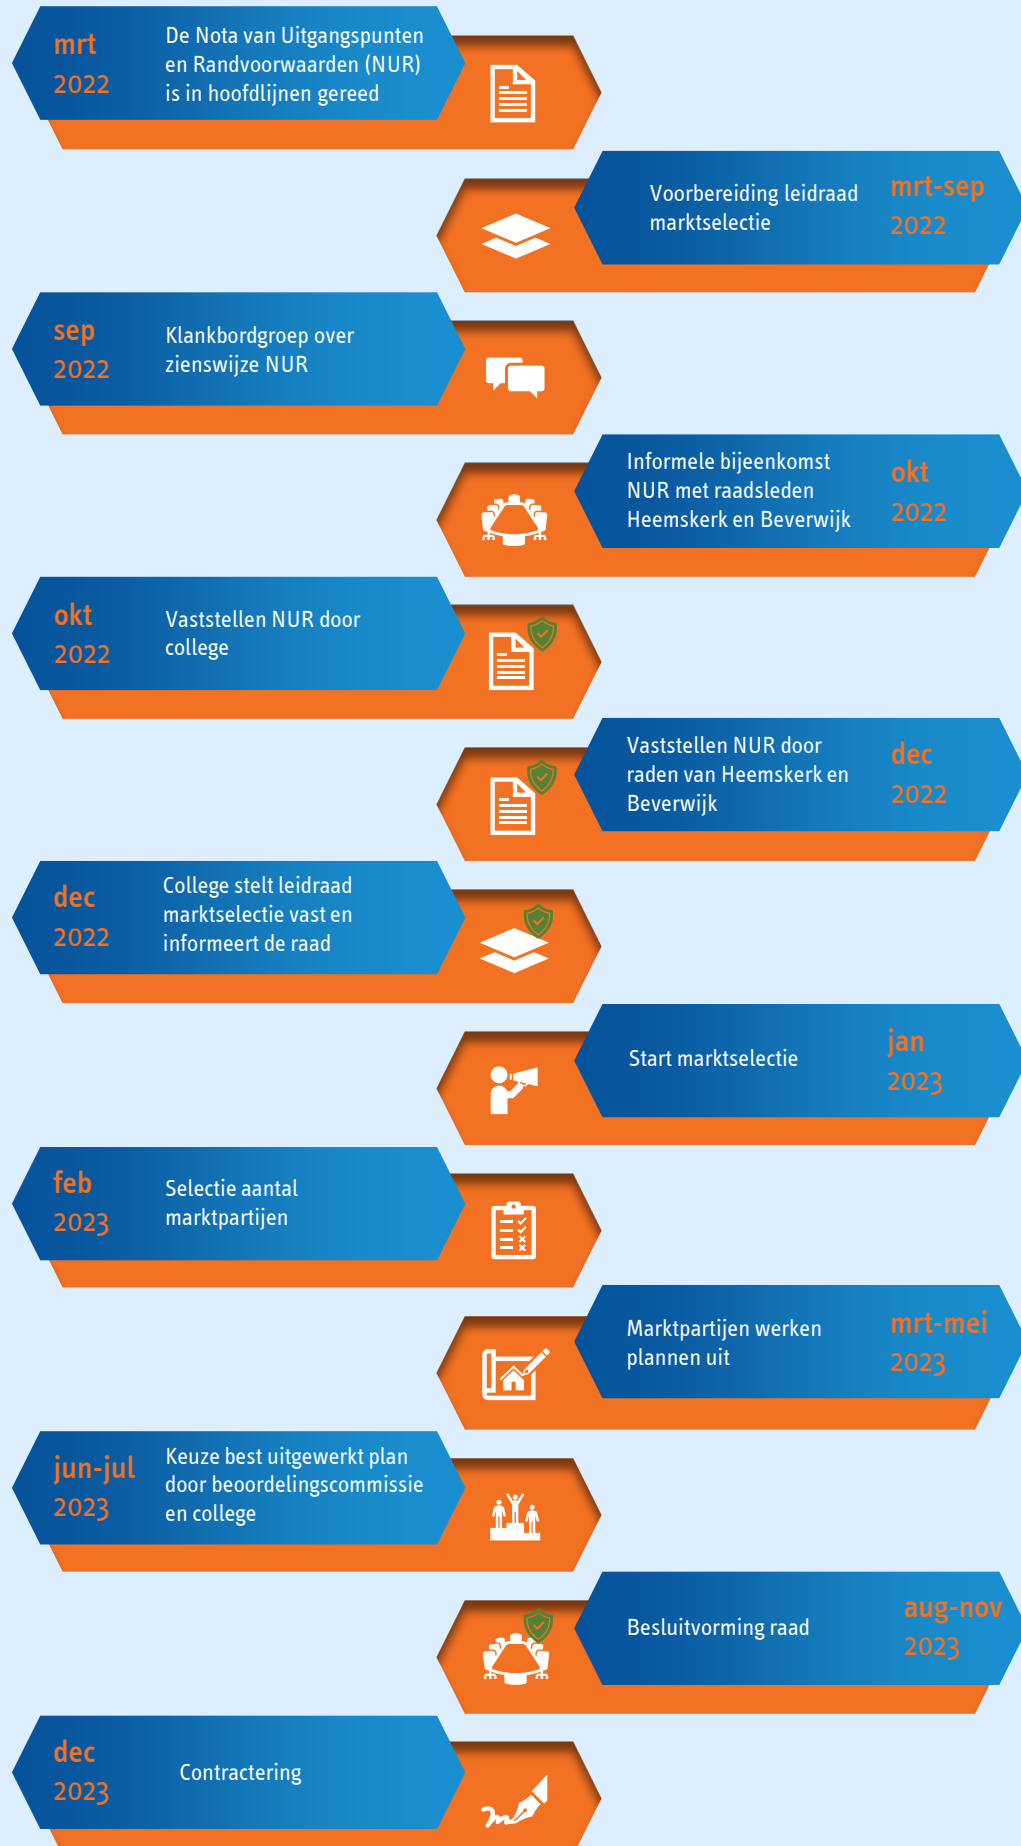 mrt
2022
De Nota van Uitgangspunten
en Randvoorwaarden (NUR)
is in hoofdlijnen gereed
Voorbereiding leidraad
marktselectie
mrt-sep
2022
sep
2022
Klankbordgroep over
zienswijze NUR
Informele bijeenkomst
NUR met raadsleden
Heemskerk en Beverwijk
okt
2022
okt
2022
Vaststellen NUR door
college
Vaststellen NUR door
raden van Heemskerk en
Beverwijk
dec
2022
dec
2022
College stelt leidraad
marktselectie vast en
informeert de raad
Start marktselectie
jan
2023
feb
2023
Selectie aantal
marktpartijen
Marktpartijen werken
plannen uit
mrt-mei
2023
jun-jul
2023
Keuze best uitgewerkt plan
door beoordelingscommissie
en college
Besluitvorming raad
aug-nov
2023
dec
2023
Contractering